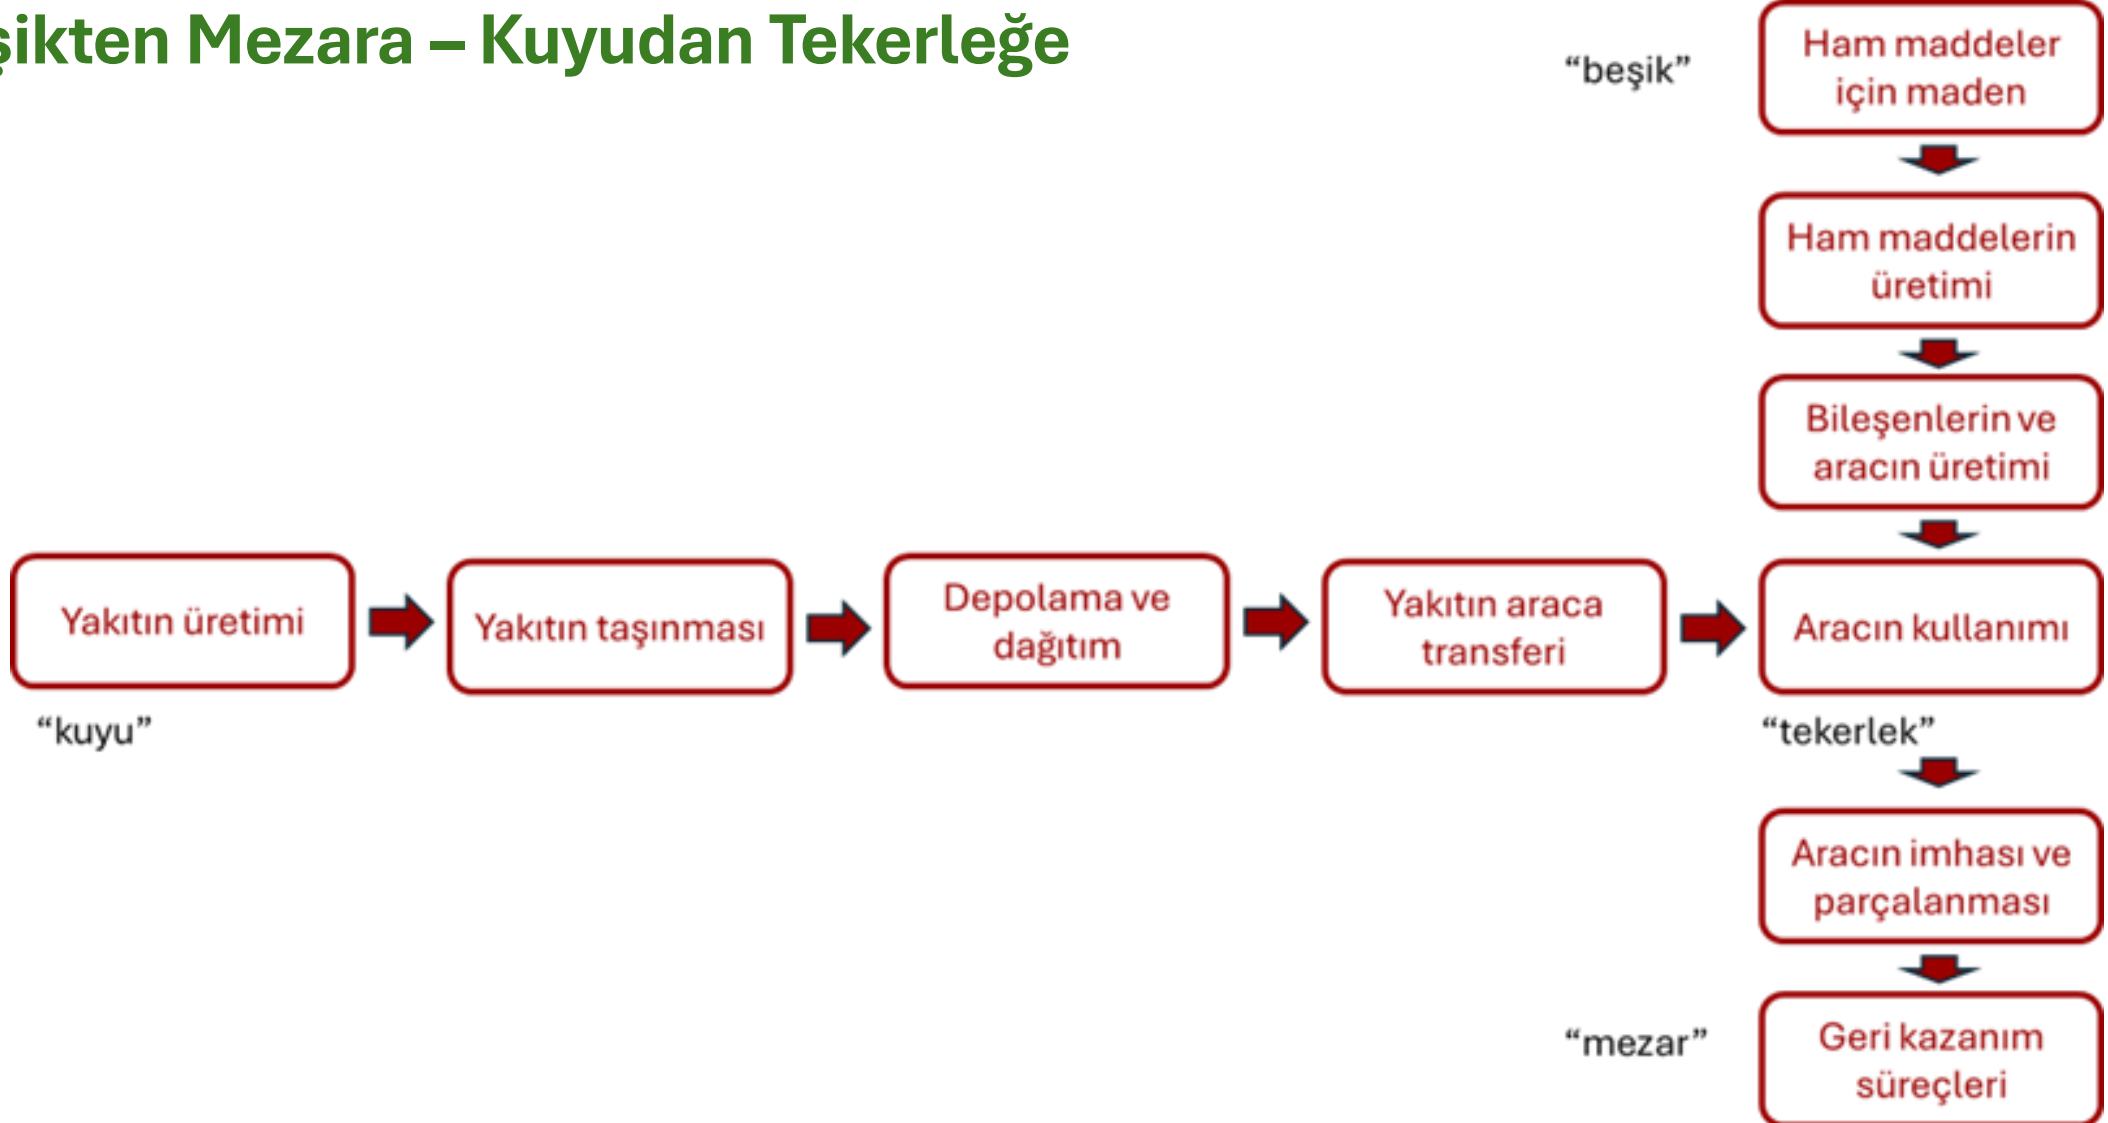 şikten Mezara – Kuyudan Tekerleğe
“beşik”
Ham maddeler
için maden
Ham maddelerin
üretimi
Bileşenlerin ve
aracın üretimi
Yakıtın üretimi
Yakıtın taşınması
Depolama ve
dağıtım
Yakıtın araca
transferi
Aracın kullanımı
“kuyu”
“tekerlek”
Aracın imhası ve
parçalanması
“mezar”
Geri kazanım
süreçleri